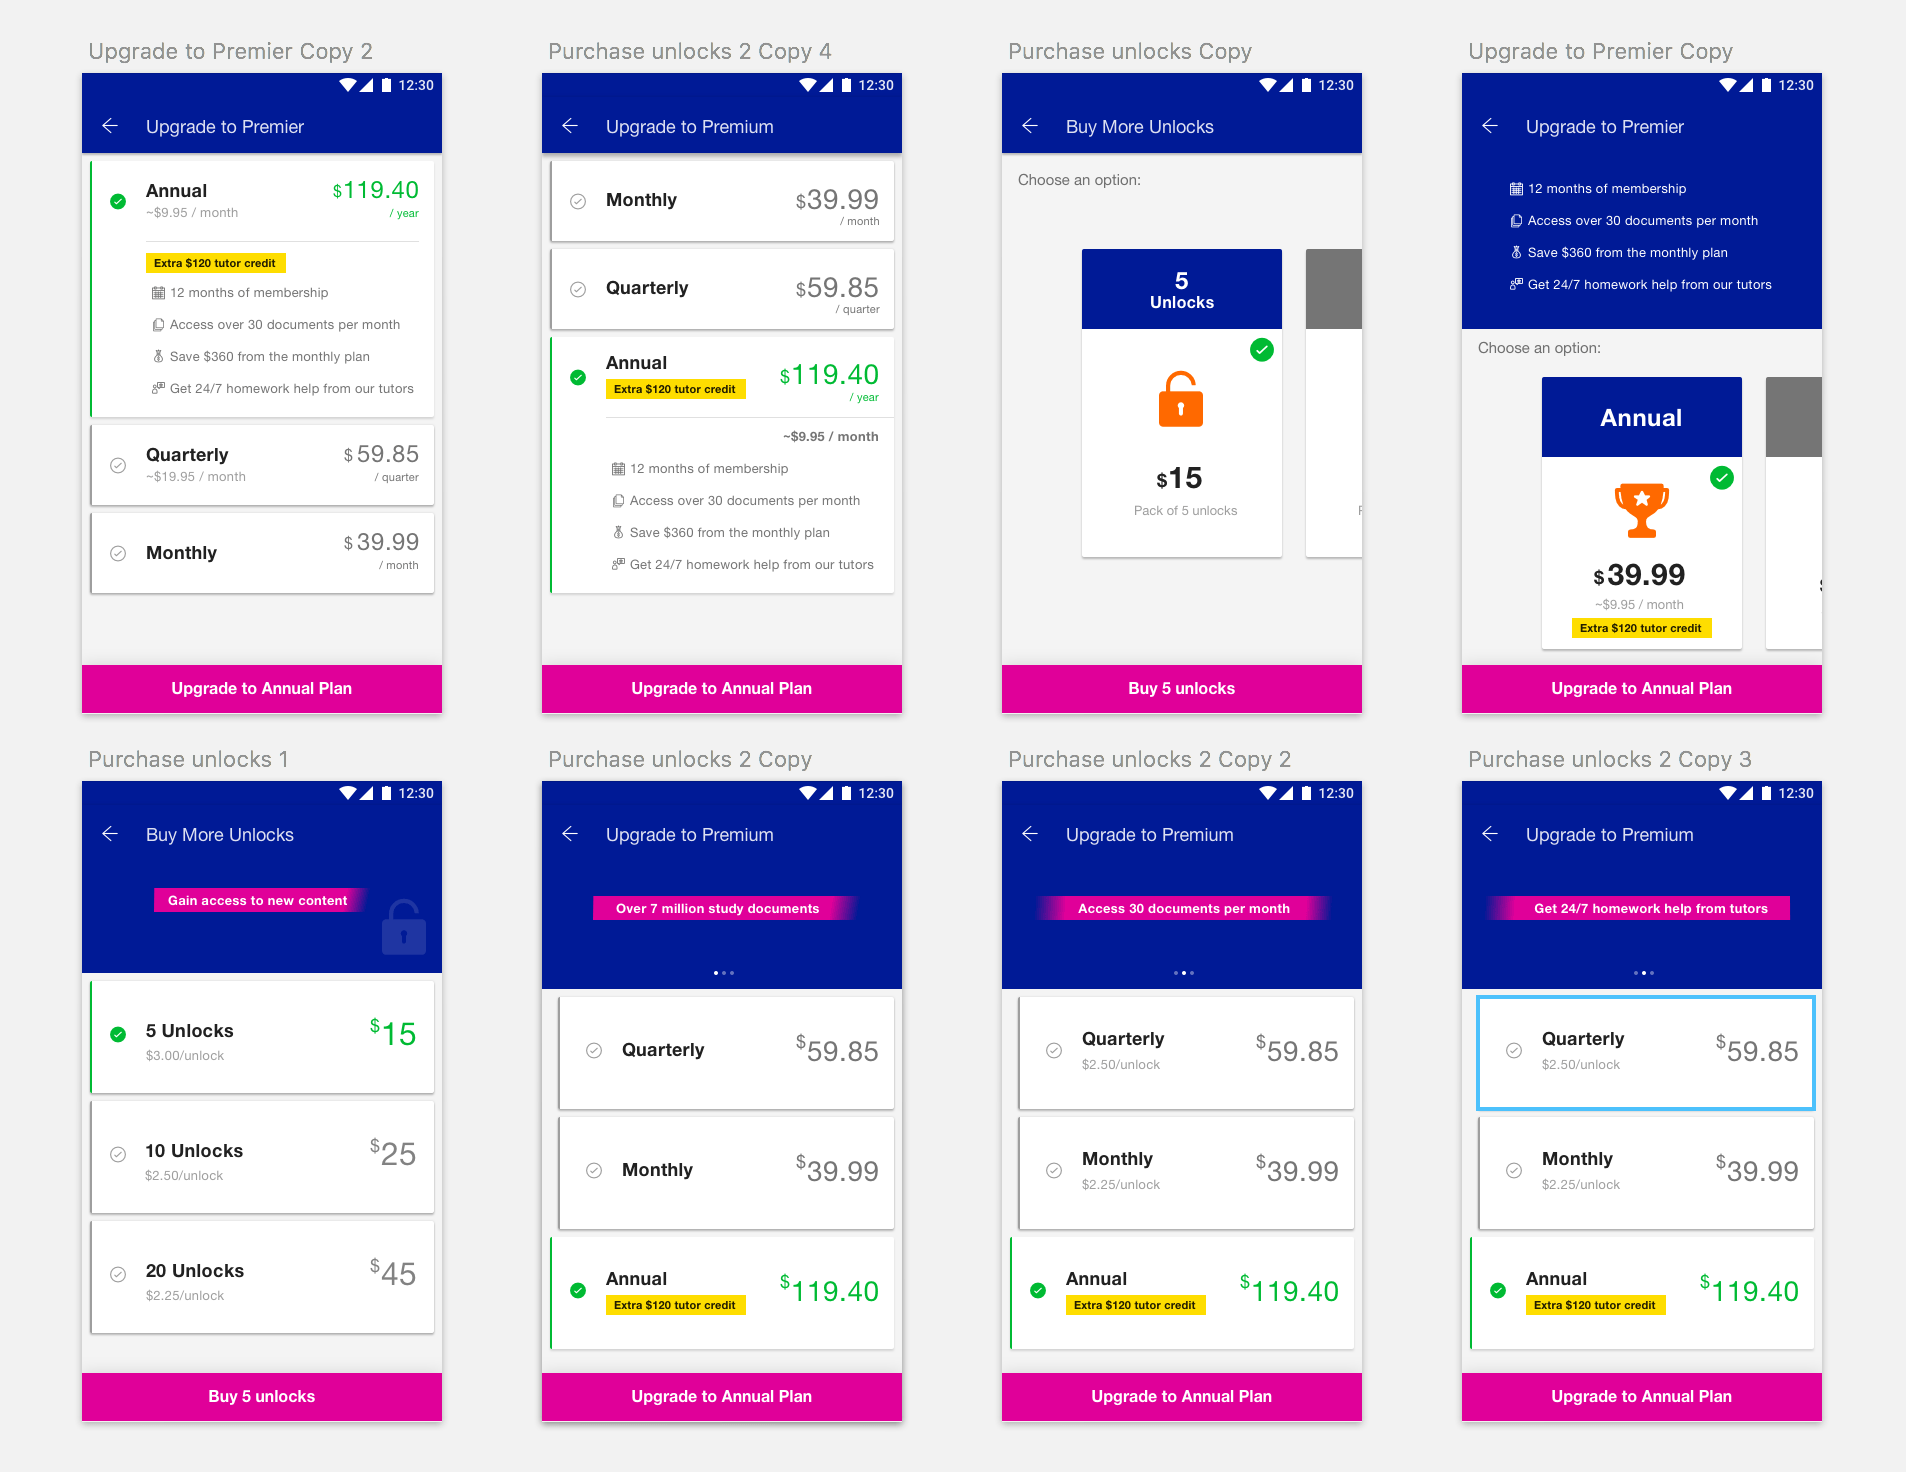 Upgrade to Premier Copy 2
12:30
Upgrade to Premier
Annual
$119.40
~$9.95 / month
/ year
Extra $120 tutor credit
12 months of membership
Access over 30 documents per month
Save $360 from the monthly plan
Get 24/7 homework help from our tutors
Quarterly
$59.85
~$19.95 / month
/ quarter
Monthly
$39.99
/ month
Upgrade to Annual Plan
Purchase unlocks 2 Copy 4
12:30
Upgrade to Premium
Monthly
$39.99
/ month
Quarterly
$59.85
/ quarter
Annual
Extra $120 tutor credit
$119.40
/ year
~$9.95 / month
12 months of membership
Access over 30 documents per month
Save $360 from the monthly plan
Get 24/7 homework help from our tutors
Upgrade to Annual Plan
Purchase unlocks Copy
12:30
Buy More Unlocks
Choose an option:
5
Unlocks
$15
Pack of 5 unlocks
Buy 5 unlocks
Upgrade to Premier Copy
12:30
Upgrade to Premier
12 months of membership
Access over 30 documents per month
Save $360 from the monthly plan
Get 24/7 homework help from our tutors
Choose an option:
Annual
$39.99
~$9.95 / month
Extra $120 tutor credit
Upgrade to Annual Plan
Purchase unlocks 1
12:30
Buy More Unlocks
Gain access to new content
5 Unlocks
$15
$3.00/unlock
10 Unlocks
$25
$2.50/unlock
20 Unlocks
$45
$2.25/unlock
Buy 5 unlocks
Purchase unlocks 2 Copy
12:30
Upgrade to Premium
Over 7 million study documents
Quarterly
$59.85
Monthly
$39.99
Annual
Extra $120 tutor credit
$119.40
Upgrade to Annual Plan
Purchase unlocks 2 Copy 2
12:30
Upgrade to Premium
Access 30 documents per month
Quarterly
$59.85
$2.50/unlock
Monthly
$39.99
$2.25/unlock
Annual
Extra $120 tutor credit
$119.40
Upgrade to Annual Plan
Purchase unlocks 2 Copy 3
12:30
Upgrade to Premium
Get 24/7 homework help from tutors
Quarterly
$59.85
$2.50/unlock
Monthly
$39.99
$2.25/unlock
Annual
Extra $120 tutor credit
$119.40
Upgrade to Annual Plan